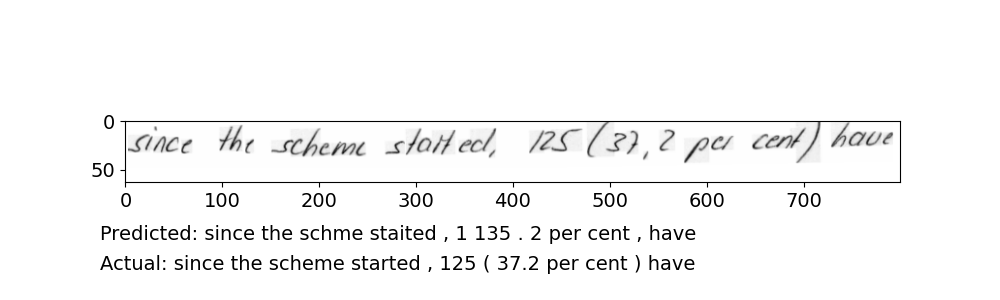 0
50
since the scheme started, 125 (37,2 per cent) have
0 100 200 300 400 500 600 700
Predicted: since the schme staited , 1 135 . 2 per cent , have
Actual: since the scheme started , 125 ( 37.2 per cent ) have